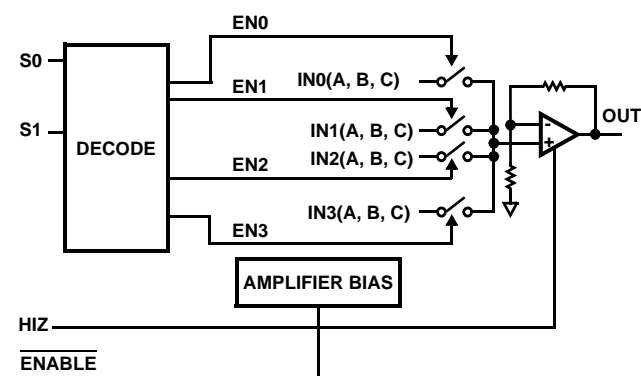 EN0
S0
IN0(A, B, C)
EN1
OUT
S1
IN1(A, B, C)
-
DECODE
+
IN2(A, B, C)
EN2
IN3(A, B, C)
EN3
AMPLIFIER BIAS
HIZ
ENABLE